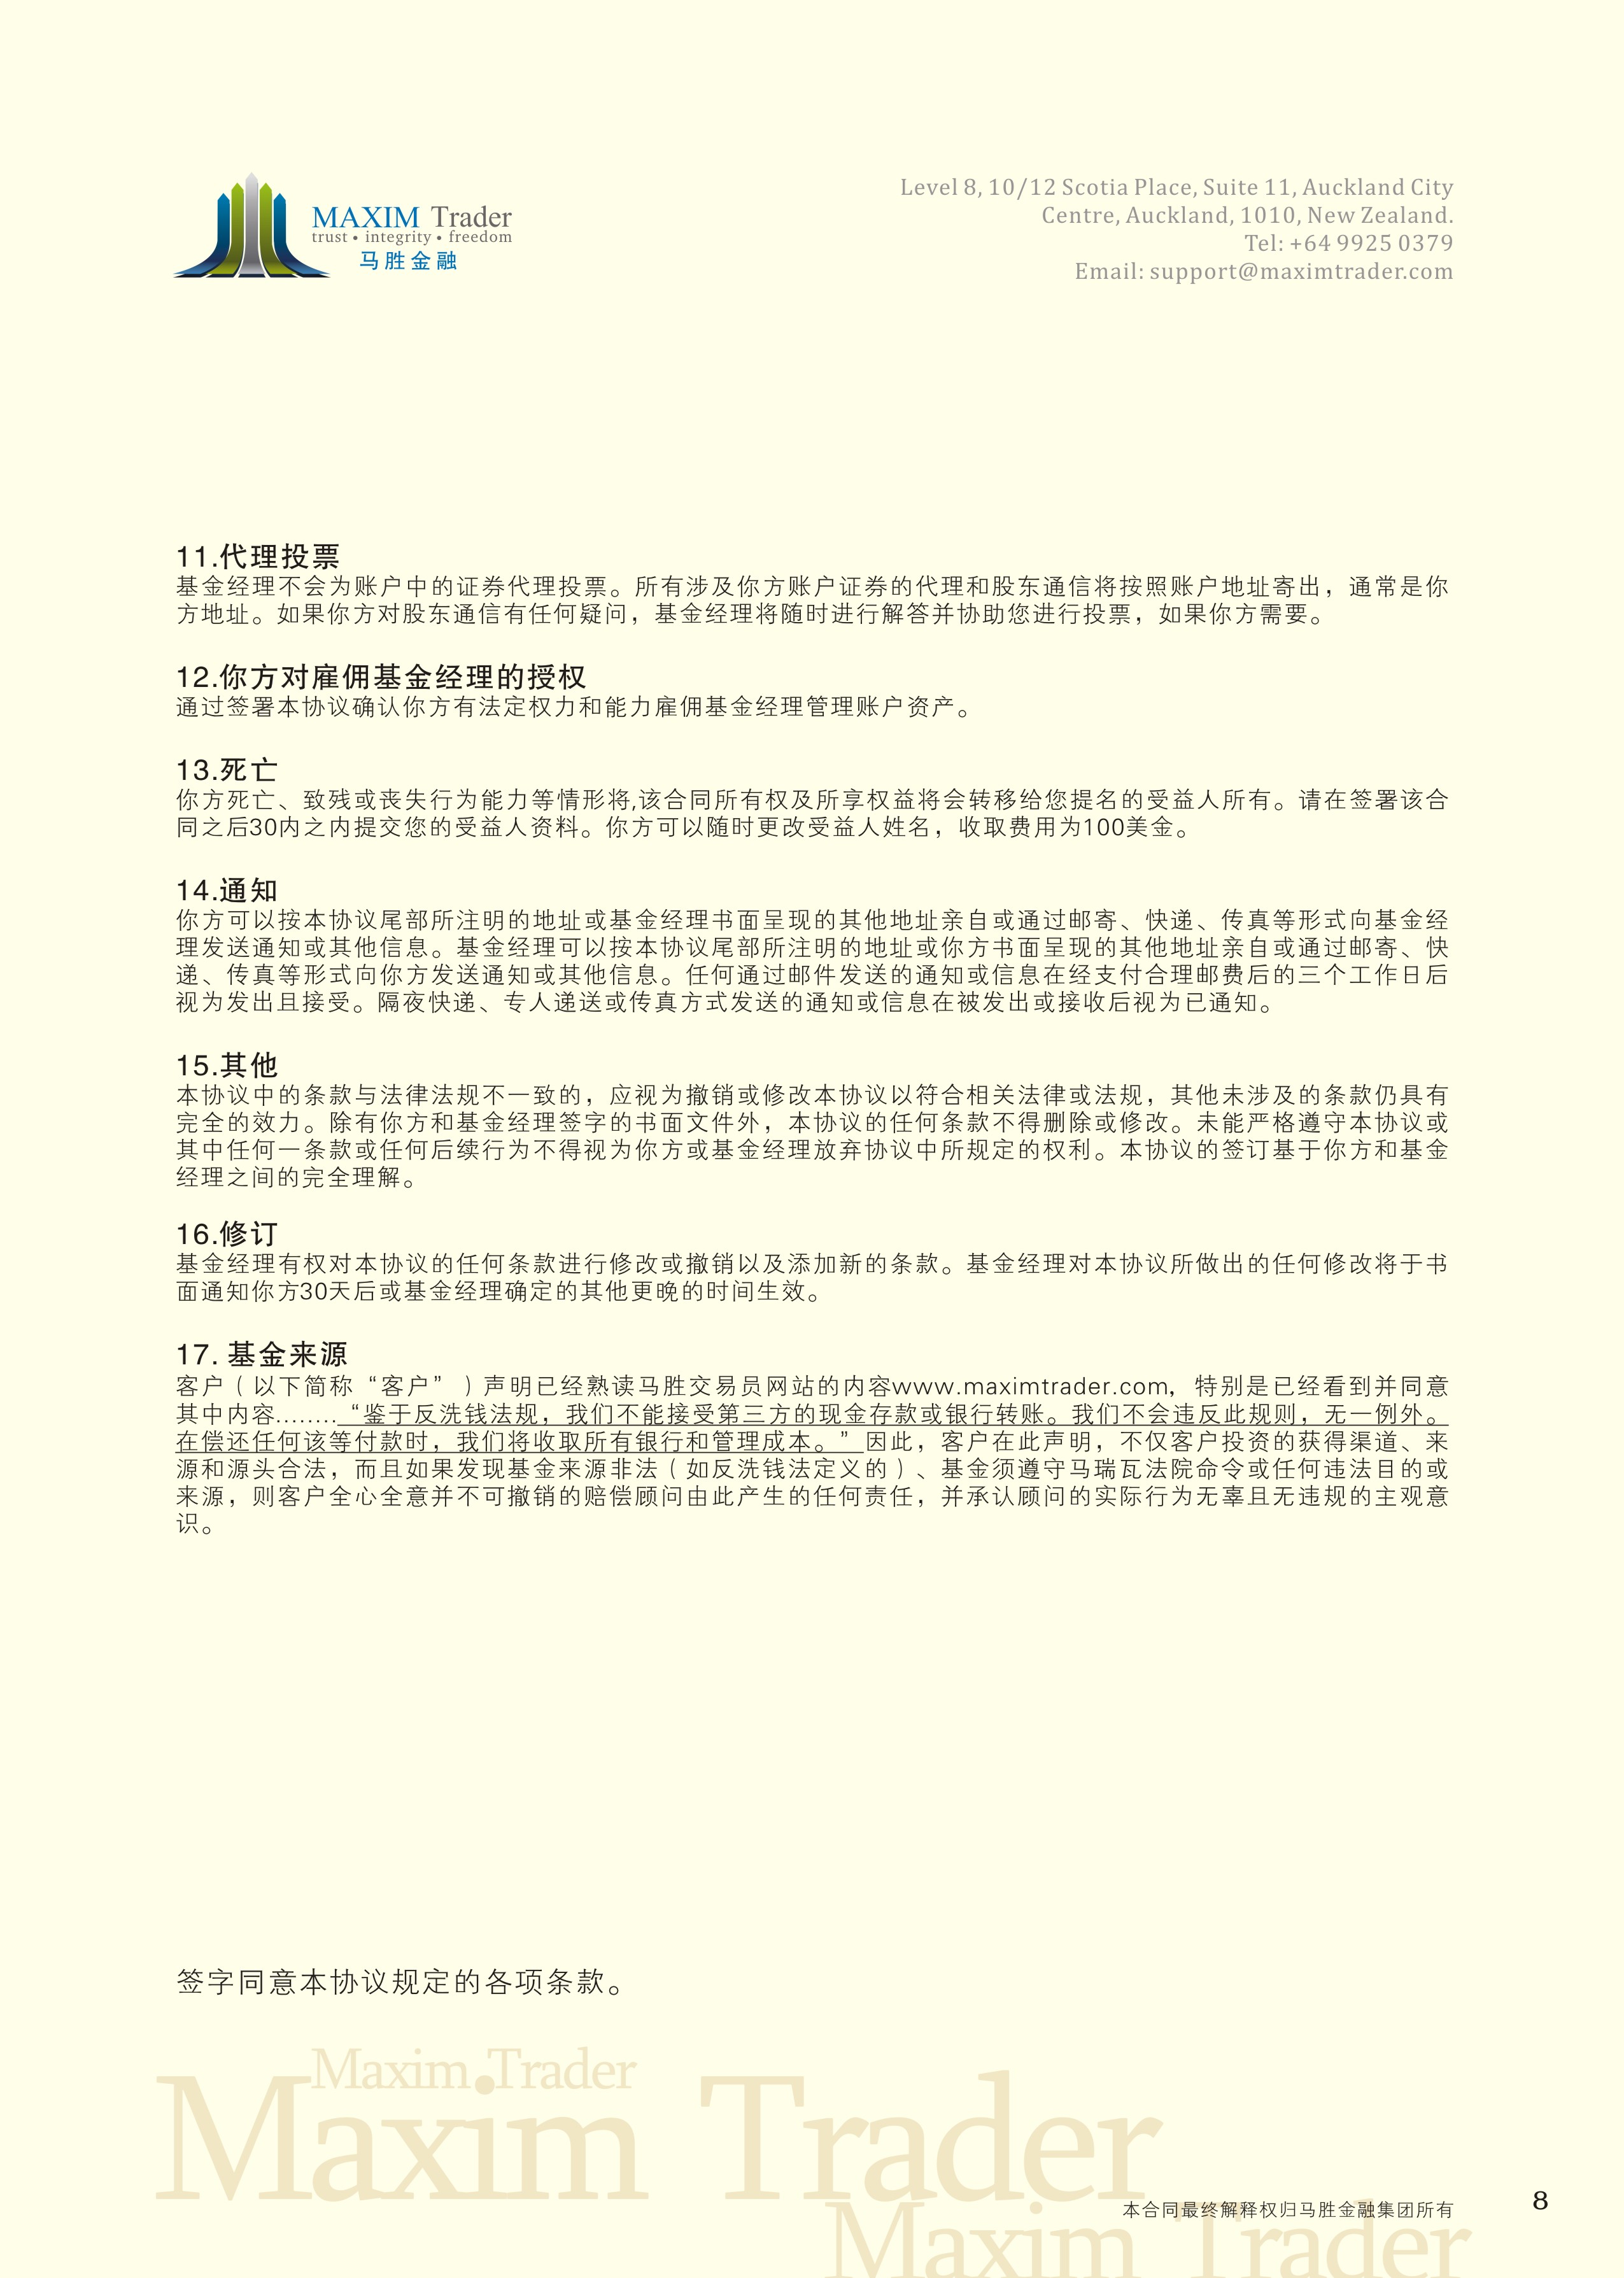 MAXIM Trader
trust • integrity • freedom
马胜金融
Level 8, 10/12 Scotia Place, Suite 11, Auckland City
Centre, Auckland, 1010, New Zealand.
Tel: +64 9925 0379
Email: support@maximtrader.com
11.代理投票
基金经理不会为账户中的证券代理投票。所有涉及你方账户证券的代理和股东通信将按照账户地址寄出，通常是你
方地址。如果你方对股东通信有任何疑问，基金经理将随时进行解答并协助您进行投票，如果你方需要。
12.你方对雇佣基金经理的授权
通过签署本协议确认你方有法定权力和能力雇佣基金经理管理账户资产。
13.死亡
你方死亡、致残或丧失行为能力等情形将,该合同所有权及所享权益将会转移给您提名的受益人所有。请在签署该合
同之后30内之内提交您的受益人资料。你方可以随时更改受益人姓名，收取费用为100美金。
14.通知
你方可以按本协议尾部所注明的地址或基金经理书面呈现的其他地址亲自或通过邮寄、快递、传真等形式向基金经
理发送通知或其他信息。基金经理可以按本协议尾部所注明的地址或你方书面呈现的其他地址亲自或通过邮寄、快
递、传真等形式向你方发送通知或其他信息。任何通过邮件发送的通知或信息在经支付合理邮费后的三个工作日后
视为发出且接受。隔夜快递、专人递送或传真方式发送的通知或信息在被发出或接收后视为已通知。
15.其他
本协议中的条款与法律法规不一致的，应视为撤销或修改本协议以符合相关法律或法规，其他未涉及的条款仍具有
完全的效力。除有你方和基金经理签字的书面文件外，本协议的任何条款不得删除或修改。未能严格遵守本协议或
其中任何一条款或任何后续行为不得视为你方或基金经理放弃协议中所规定的权利。本协议的签订基于你方和基金
经理之间的完全理解。
16.修订
基金经理有权对本协议的任何条款进行修改或撤销以及添加新的条款。基金经理对本协议所做出的任何修改将于书
面通知你方30天后或基金经理确定的其他更晚的时间生效。
17. 基金来源
客户（以下简称“客户”）声明已经熟读马胜交易员网站的内容www.maximtrader.com，特别是已经看到并同意
其中内容........“鉴于反洗钱法规，我们不能接受第三方的现金存款或银行转账。我们不会违反此规则，无一例外。
在偿还任何该等付款时，我们将收取所有银行和管理成本。”因此，客户在此声明，不仅客户投资的获得渠道、来
源和源头合法，而且如果发现基金来源非法（如反洗钱法定义的）、基金须遵守马瑞瓦法院命令或任何违法目的或
来源，则客户全心全意并不可撤销的赔偿顾问由此产生的任何责任，并承认顾问的实际行为无辜且无违规的主观意
识。
签字同意本协议规定的各项条款。
Maxim Trader
Maxim Trader
Maxim Trader
本合同最终解释权归马胜金融集团所有
8